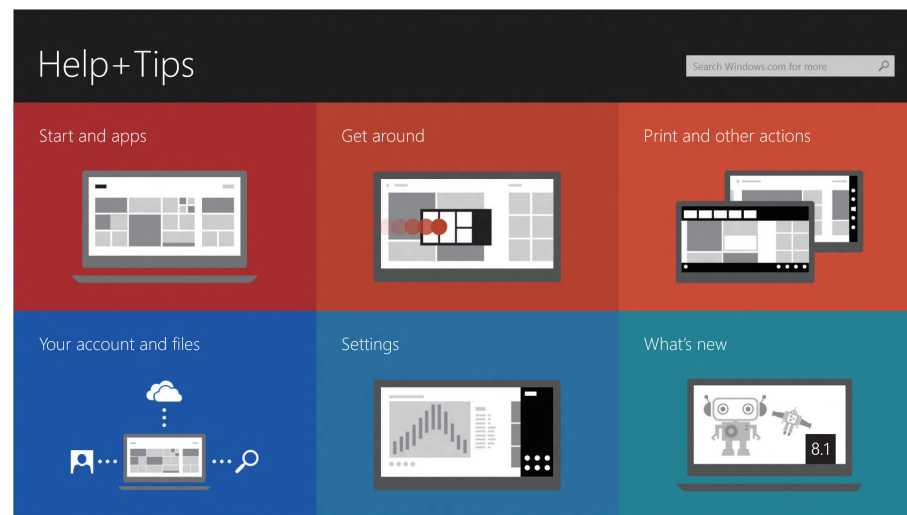 Help+Tips
Search Windows.com for more
Start and apps
Get around
Print and other actions
Your account and files
Settings
What's new
8.1